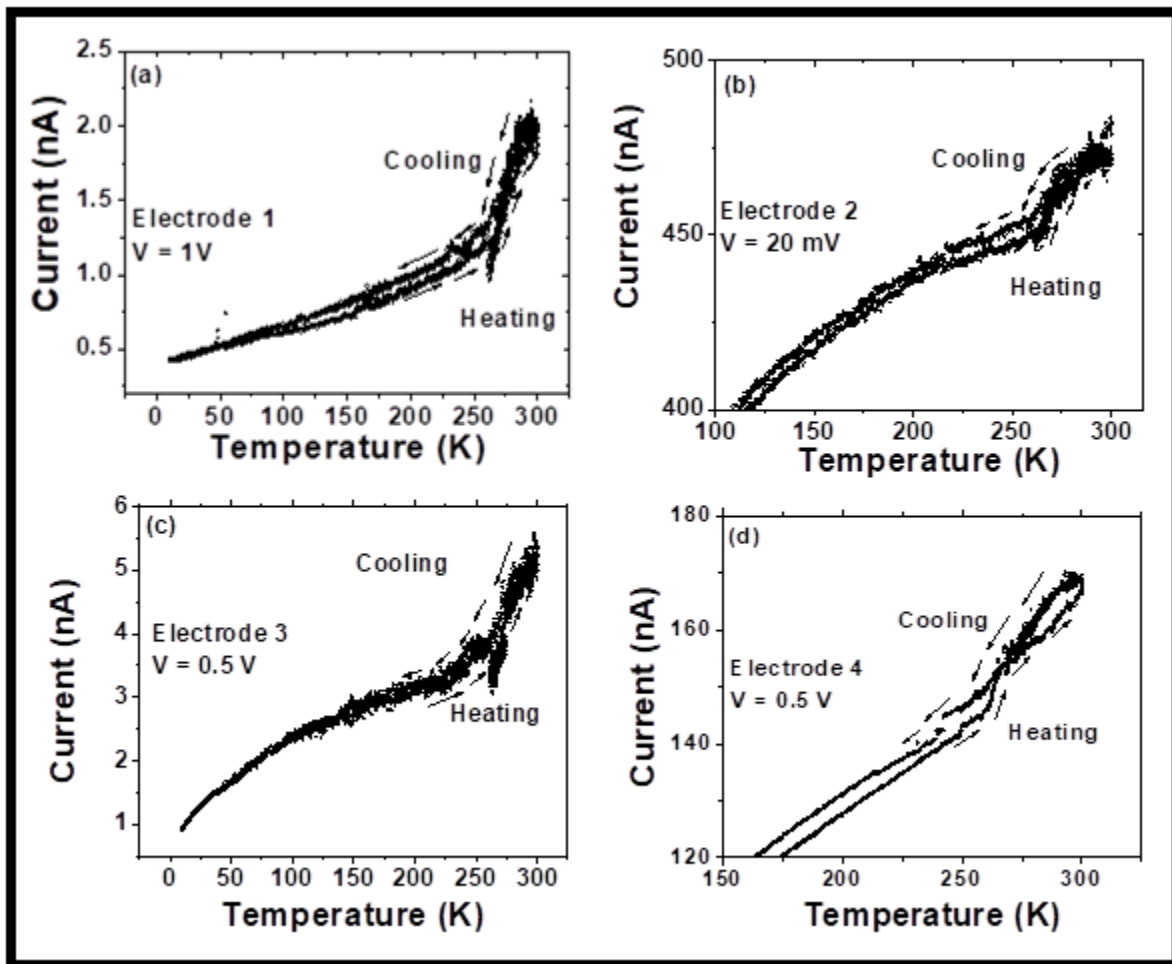 (a)
2.5
2.0
1.5
1.0
0.5
Current (nA)
Cooling
Electrode 1
V = 1V
Heating
0 50 100 150 200 250 300
Temperature (K)
(b)
500
450
400
Current (nA)
Cooling
Electrode 2
V = 20 mV
Heating
100 150 200 250 300
Temperature (K)
(c)
6
5
4
3
2
1
Current (nA)
Cooling
Electrode 3
V = 0.5 V
Heating
0 50 100 150 200 250 300
Temperature (K)
(d)
180
160
140
120
Current (nA)
Cooling
Electrode 4
V = 0.5 V
Heating
150 200 250 300
Temperature (K)